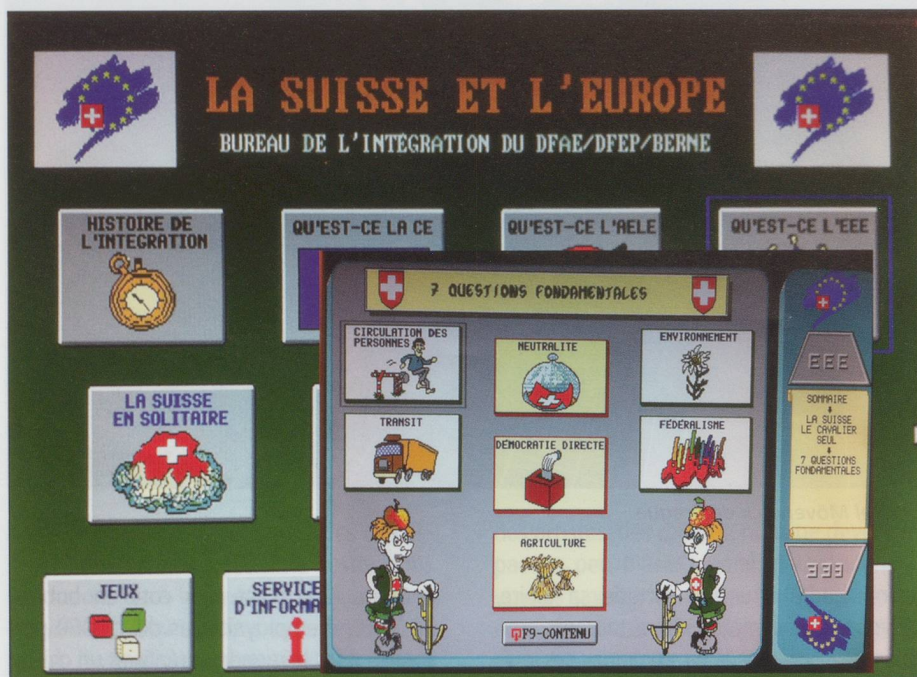 LA SUISSE ET L'EUROPE
BUREAU DE L'INTÉGRATION DU DFAE/DFEP/BERNE
HISTOIRE DE
L'INTEGRATION
QU'EST-CE LA CE
QU'EST-CE L'AELE
QU'EST-CE L'EEE
LA SUISSE
EN SOLITAIRE
JEUX
SERVICE
D'INFORMA
7 QUESTIONS FONDAMENTALES
CIRCULATION DES
PERSONNES
NEUTRALITE
ENVIRONNEMENT
TRANSIT
DÉMOCRATIE DIRECTE
FÉDÉRALISME
AGRICULTURE
F9-CONTENU
EEE
SOMMAIRE
LA SUISSE
LE CAVALIER
SEUL
7 QUESTIONS
FONDAMENTALES
EEE